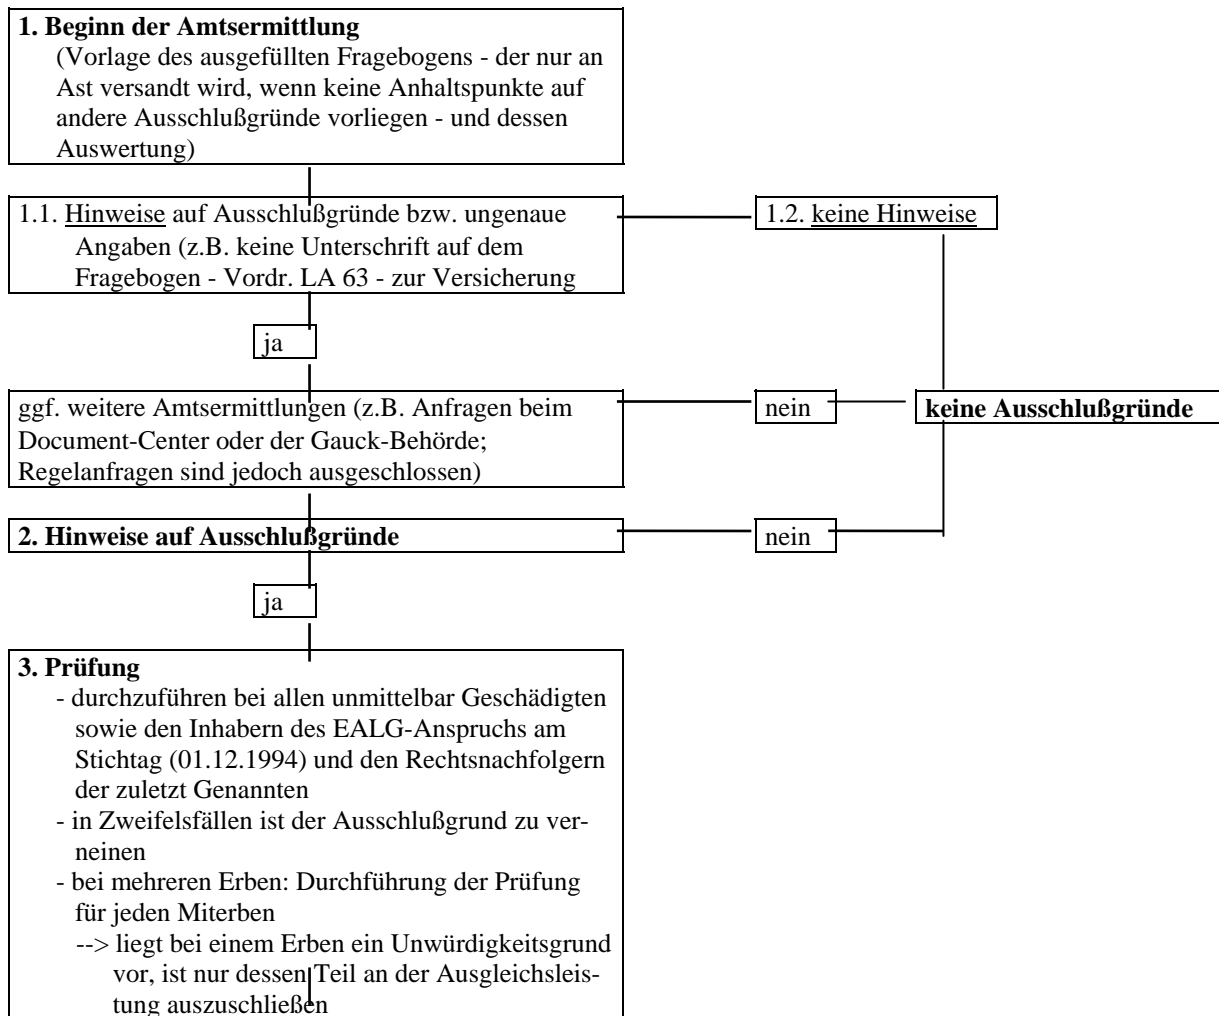 1. Beginn der Amtsermittlung
(Vorlage des ausgefüllten Fragebogens - der nur an
Ast versandt wird, wenn keine Anhaltspunkte auf
andere Ausschlußgründe vorliegen - und dessen
Auswertung)
1.1. Hinweise auf Ausschlußgründe bzw. ungenaue
Angaben (z.B. keine Unterschrift auf dem
Fragebogen - Vordr. LA 63 - zur Versicherung
1.2. keine Hinweise
ja
ggf. weitere Amtsermittlungen (z.B. Anfragen beim
Document-Center oder der Gauck-Behörde;
Regelanfragen sind jedoch ausgeschlossen)
nein
keine Ausschlußgründe
2. Hinweise auf Ausschlußgründe
nein
ja
3. Prüfung
- durchzuführen bei allen unmittelbar Geschädigten
sowie den Inhabern des EALG-Anspruchs am
Stichtag (01.12.1994) und den Rechtsnachfolgern
der zuletzt Genannten
- in Zweifelsfällen ist der Ausschlußgrund zu ver-
neinen
- bei mehreren Erben: Durchführung der Prüfung
für jeden Miterben
--> liegt bei einem Erben ein Unwürdigkeitsgrund
vor, ist nur dessen Teil an der Ausgleichsleis-
tung auszuschließen